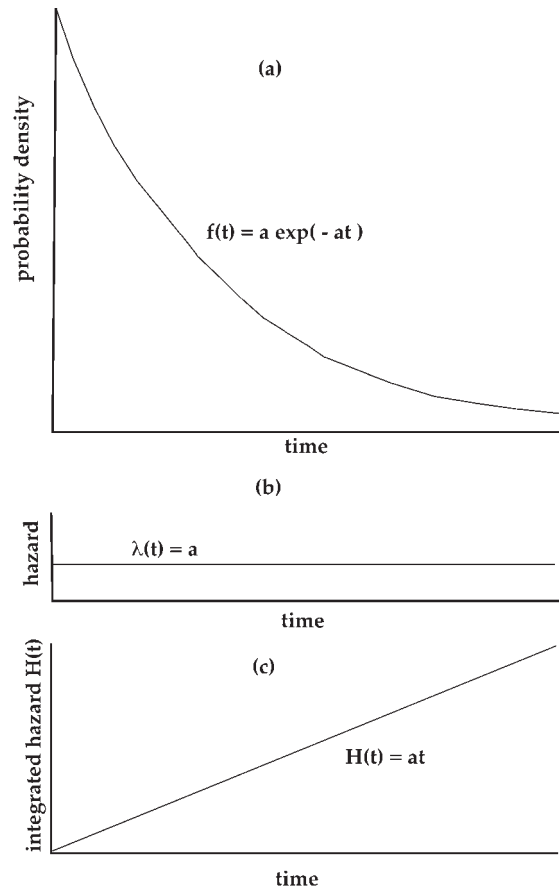 (a)
probability density
f(t) = a exp( - at )
time
(b)
hazard
λ(t) = a
time
(c)
integrated hazard H(t)
H(t) = at
time